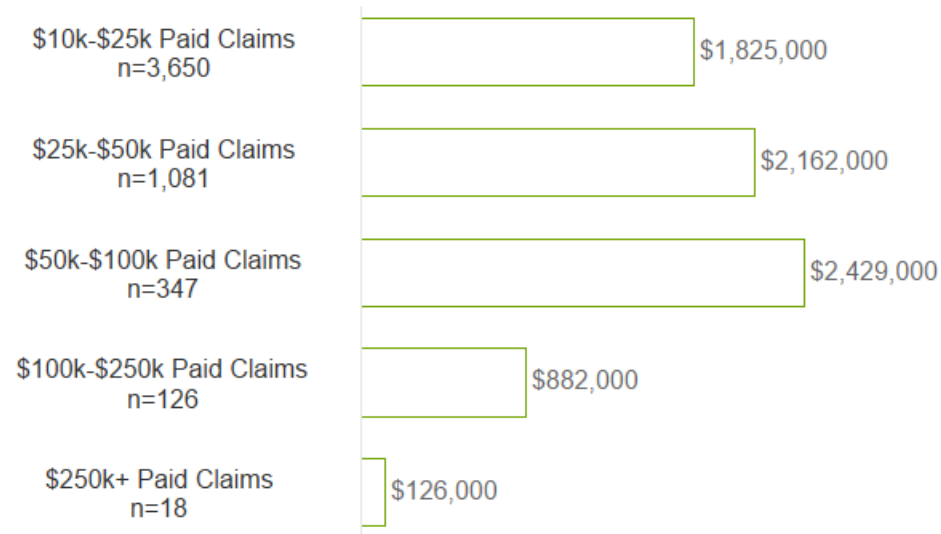 $10k-$25k Paid Claims
n=3,650
$1,825,000
$25k-$50k Paid Claims
n=1,081
$2,162,000
$50k-$100k Paid Claims
n=347
$2,429,000
$100k-$250k Paid Claims
n=126
$882,000
$250k+ Paid Claims
n=18
$126,000